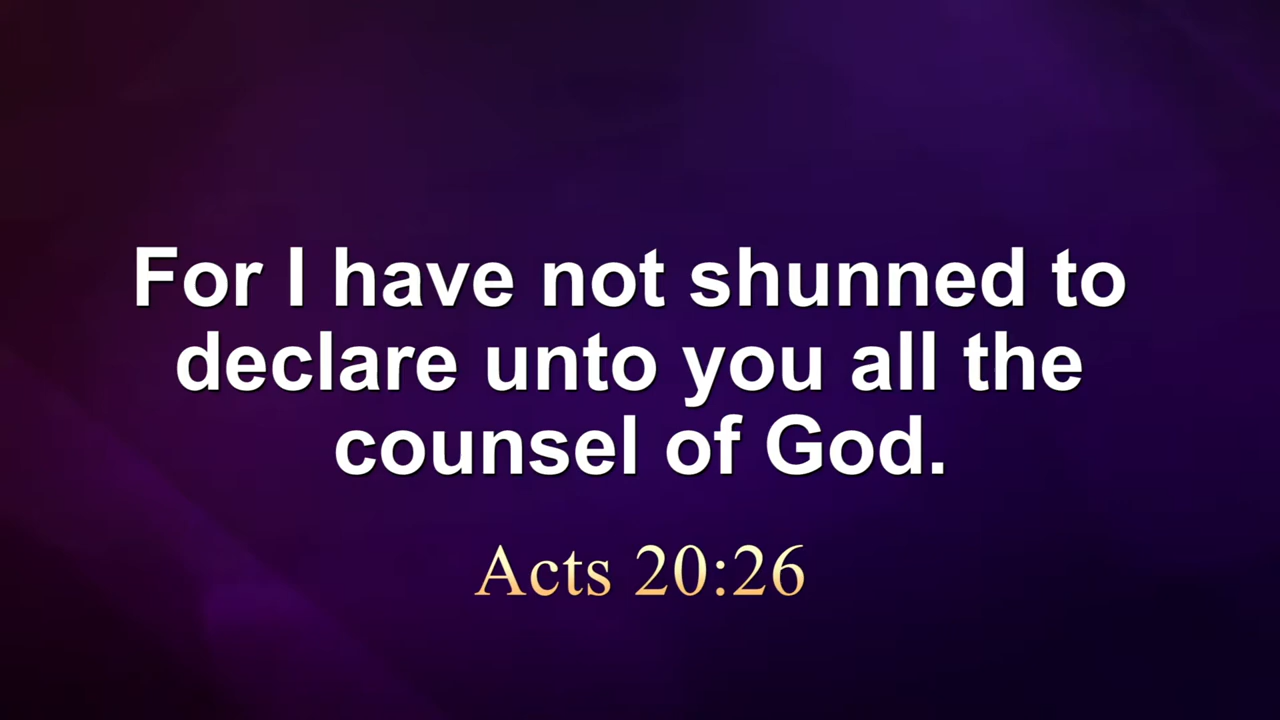 For I have not shunned to
declare unto you all the
counsel of God.
Acts 20:26